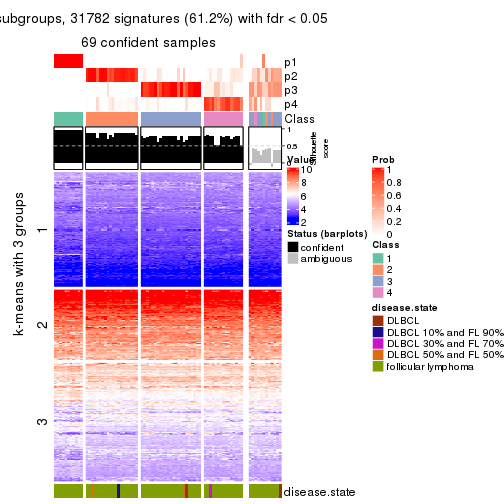 subgroups, 31782 signatures (61.2%) with fdr < 0.05
69 confident samples
p1
p2
p3
p4
Class
1
0.5
0
Silhouette
score
k-means with 3 groups
1
2
3
disease.state
Value
10
8
6
4
2
Status (barplots)
confident
ambiguous
Prob
1
0.8
0.6
0.4
0.2
0
Class
1
2
3
4
disease.state
DLBCL
DLBCL 10% and FL 90%
DLBCL 30% and FL 70%
DLBCL 50% and FL 50%
follicular lymphoma